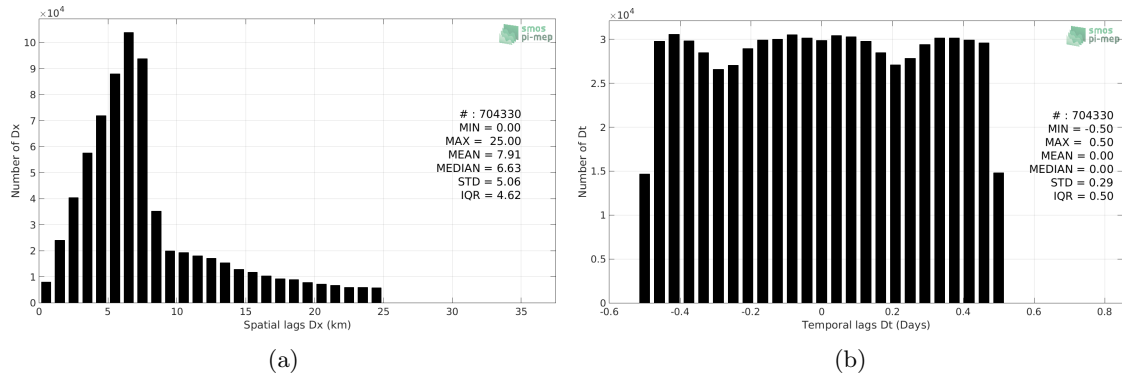 ×10^4
10
9
8
7
6
5
4
3
2
1
0
Number of Dx
0
5
10
15
20
25
30
35
Spatial lags Dx (km)
smos
pi-mep
# : 704330
MIN = 0.00
MAX = 25.00
MEAN = 7.91
MEDIAN = 6.63
STD = 5.06
IQR = 4.62
(a)
×10^4
3
2.5
2
1.5
1
0.5
0
Number of Dt
-0.6
-0.4
-0.2
0
0.2
0.4
0.6
0.8
Temporal lags Dt (Days)
smos
pi-mep
# : 704330
MIN = -0.50
MAX = 0.50
MEAN = 0.00
MEDIAN = 0.00
STD = 0.29
IQR = 0.50
(b)